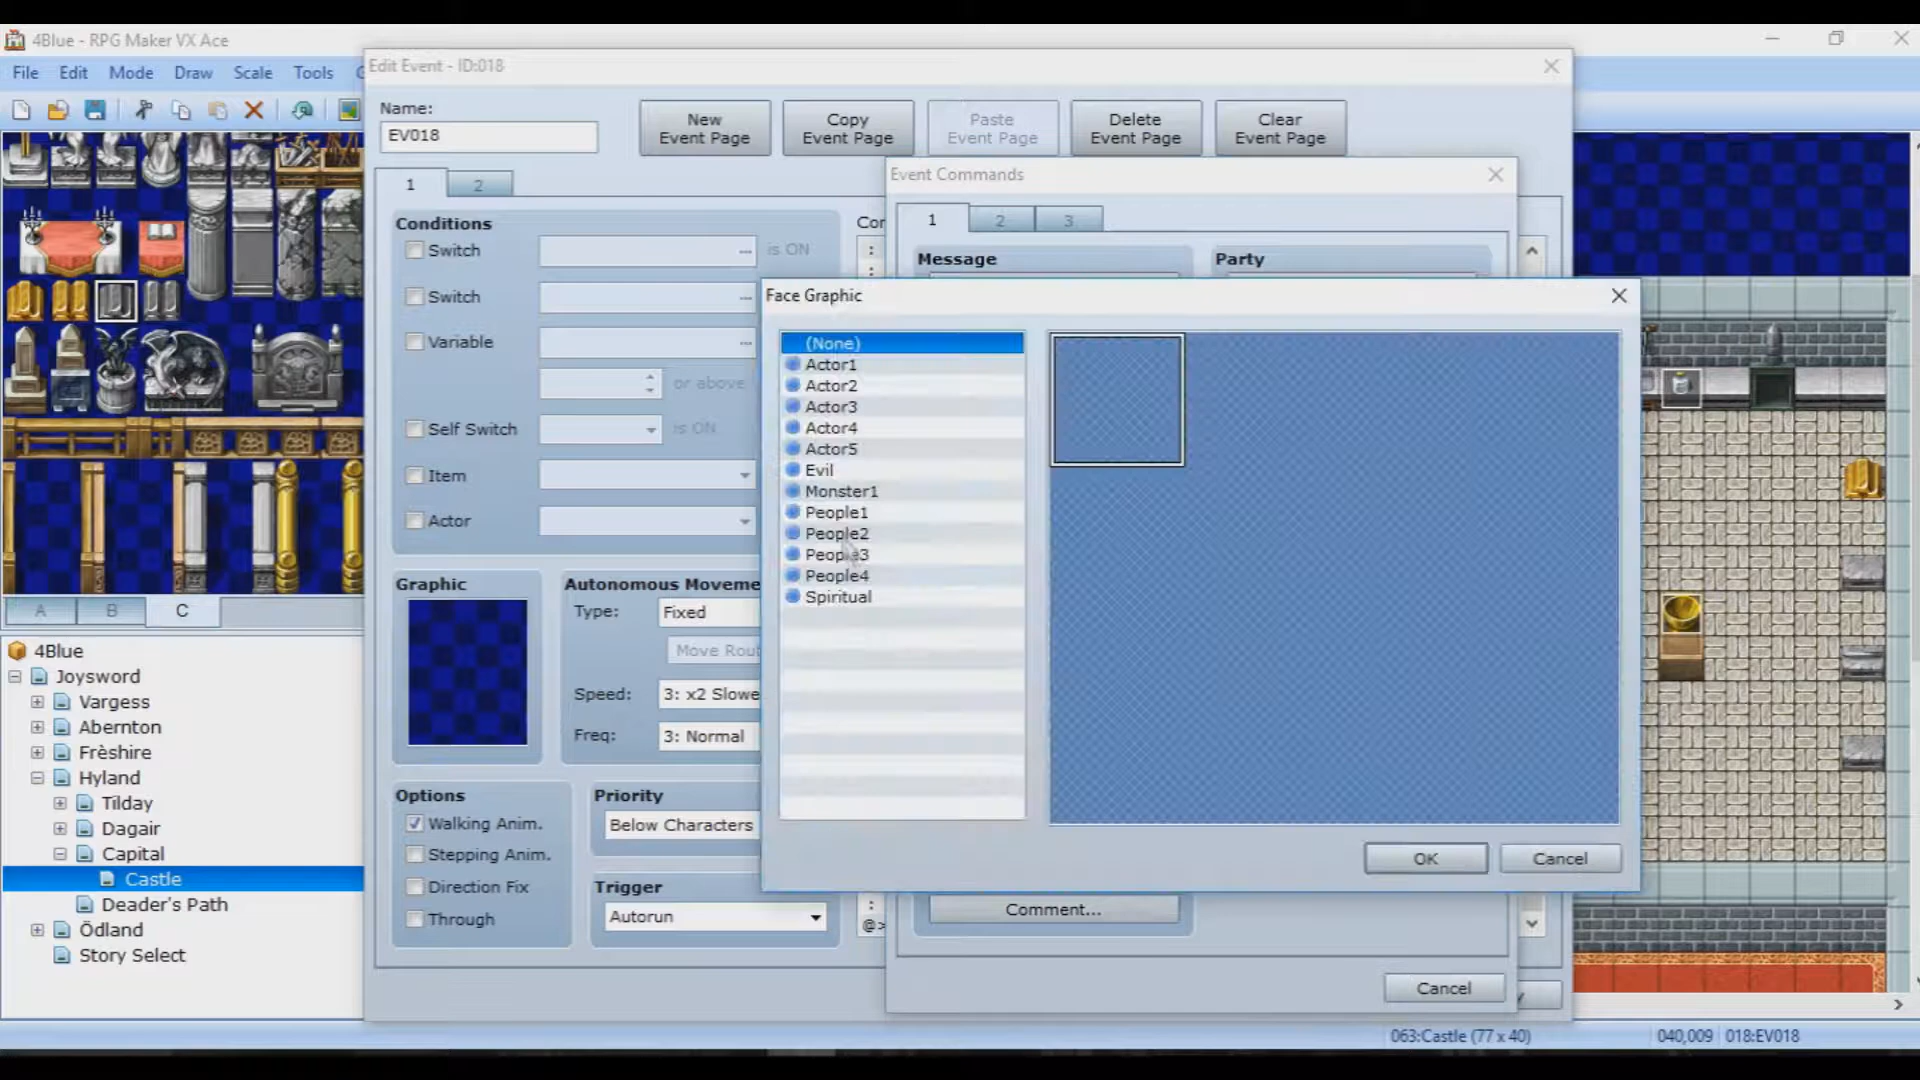 4Blue - RPG Maker VX Ace
File Edit Mode Draw Scale Tools
Edit Event - ID:018
Name:
EV018
New Event Page
Copy Event Page
Paste Event Page
Delete Event Page
Clear Event Page
1 2
Conditions
Switch ... is ON
Switch ...
Variable ...
or above
Self Switch is ON
Item
Actor
Graphic
Autonomous Moveme
Type: Fixed
Move Rou
Speed: 3: x2 Slowe
Freq: 3: Normal
Options
Walking Anim.
Stepping Anim.
Direction Fix
Through
Priority
Below Characters
Trigger
Autorun
Event Commands
1 2 3
Message
Party
Face Graphic
(None)
Actor1
Actor2
Actor3
Actor4
Actor5
Evil
Monster1
People1
People2
People3
People4
Spiritual
OK
Cancel
Comment...
@>
Cancel
A B C
4Blue
Joysword
Vargess
Abernton
Frèshire
Hyland
Tilday
Dagair
Capital
Castle
Deader's Path
Ödland
Story Select
063:Castle (77 x 40)
040,009
018:EV018